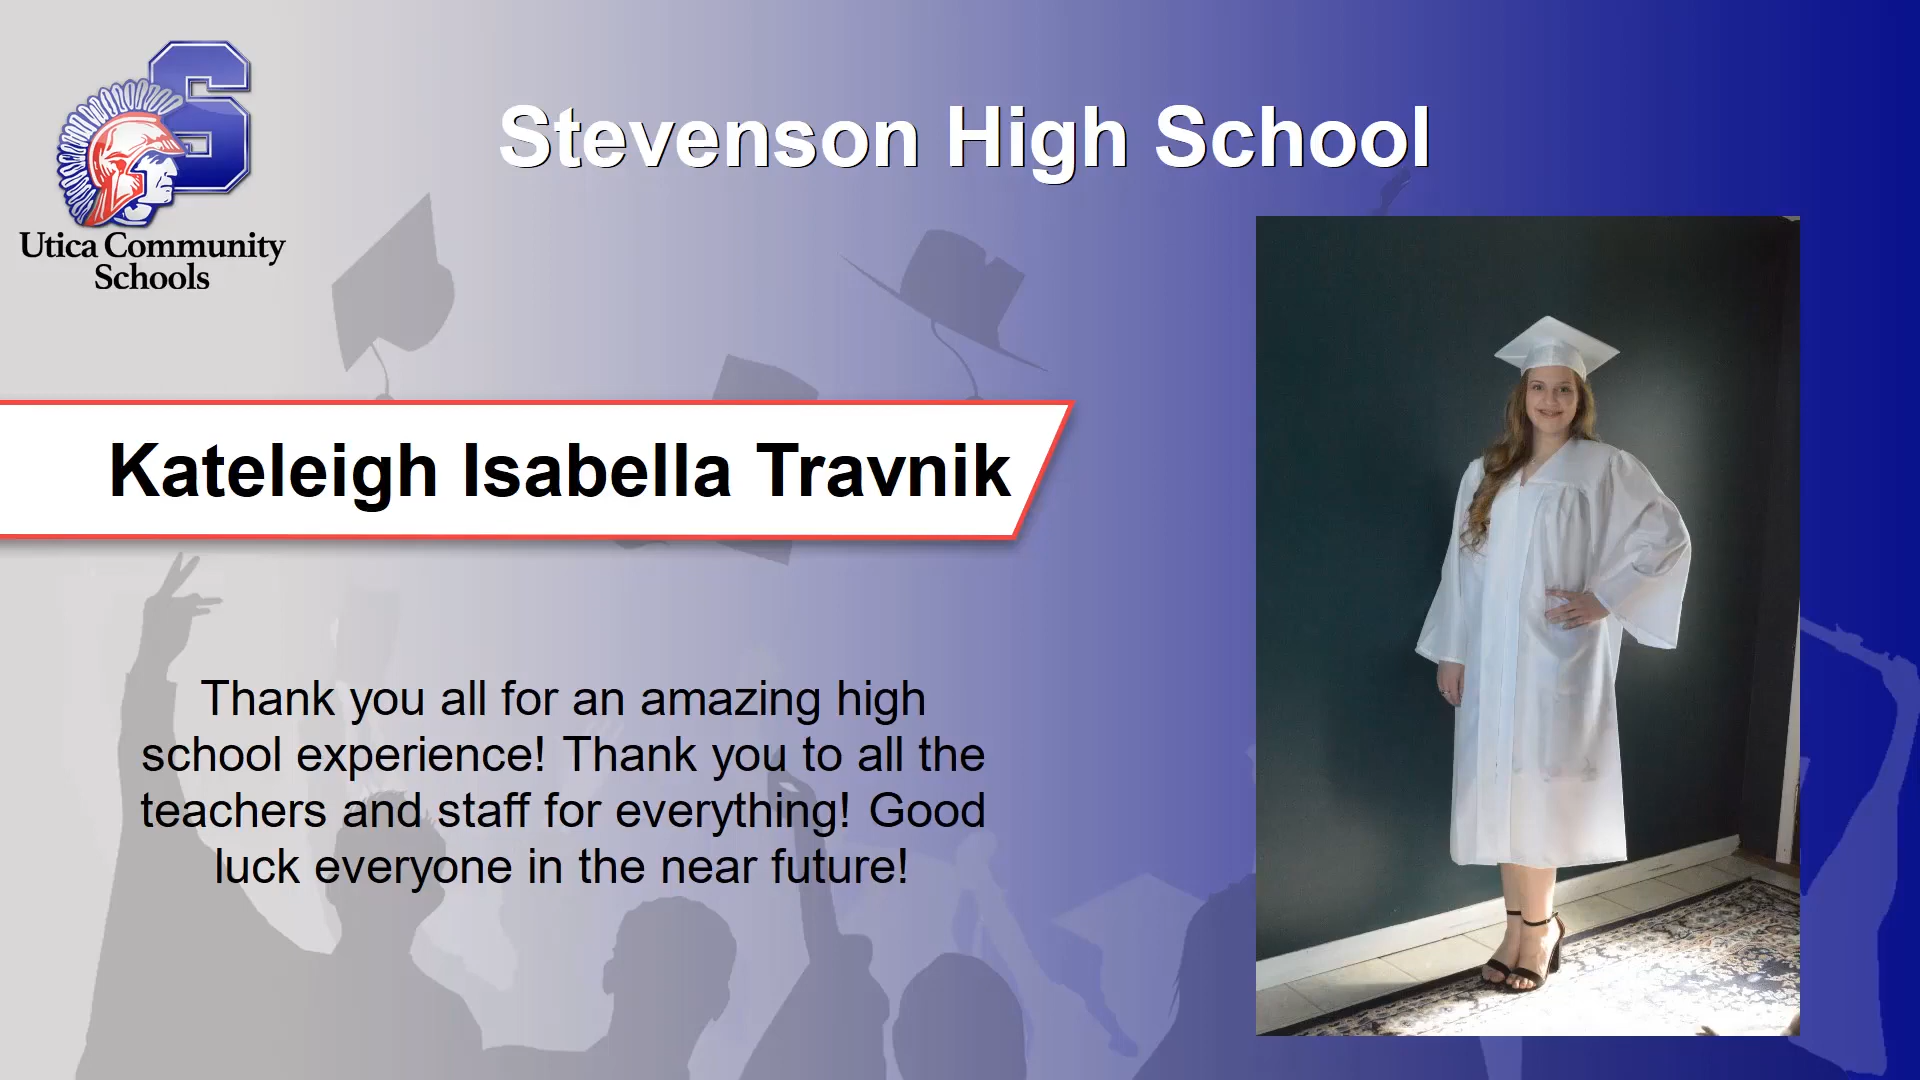 S
Utica Community
Schools
Stevenson High School
Kateleigh Isabella Travnik
Thank you all for an amazing high
school experience! Thank you to all the
teachers and staff for everything! Good
luck everyone in the near future!